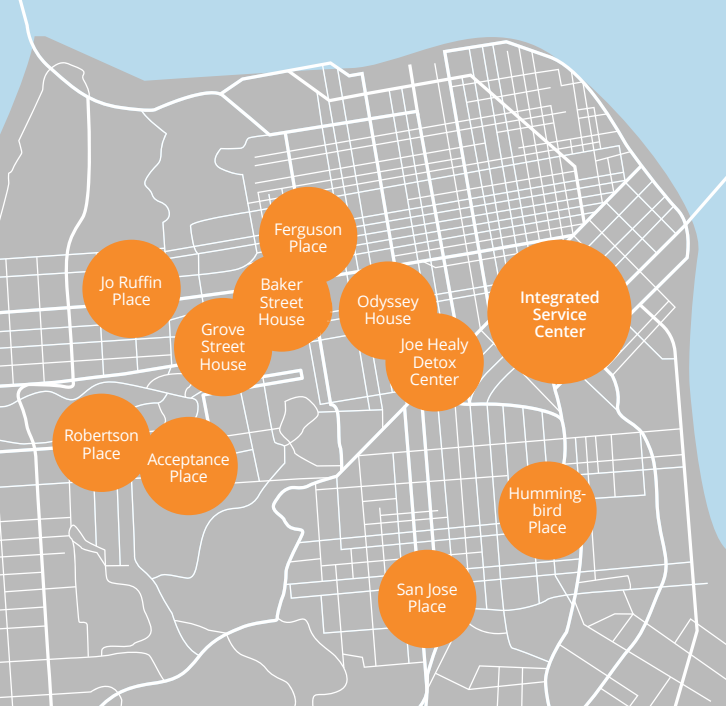 Ferguson
Place
Jo Ruffin
Place
Baker
Street
House
Odyssey
House
Integrated
Service
Center
Grove
Street
House
Joe Healy
Detox
Center
Robertson
Place
Acceptance
Place
Humming-
bird
Place
San Jose
Place